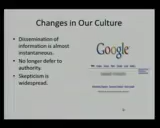 Changes in Our Culture
• Dissemination of
information is almost
instantaneous.
• No longer defer to
authority.
• Skepticism is
widespread.
Google